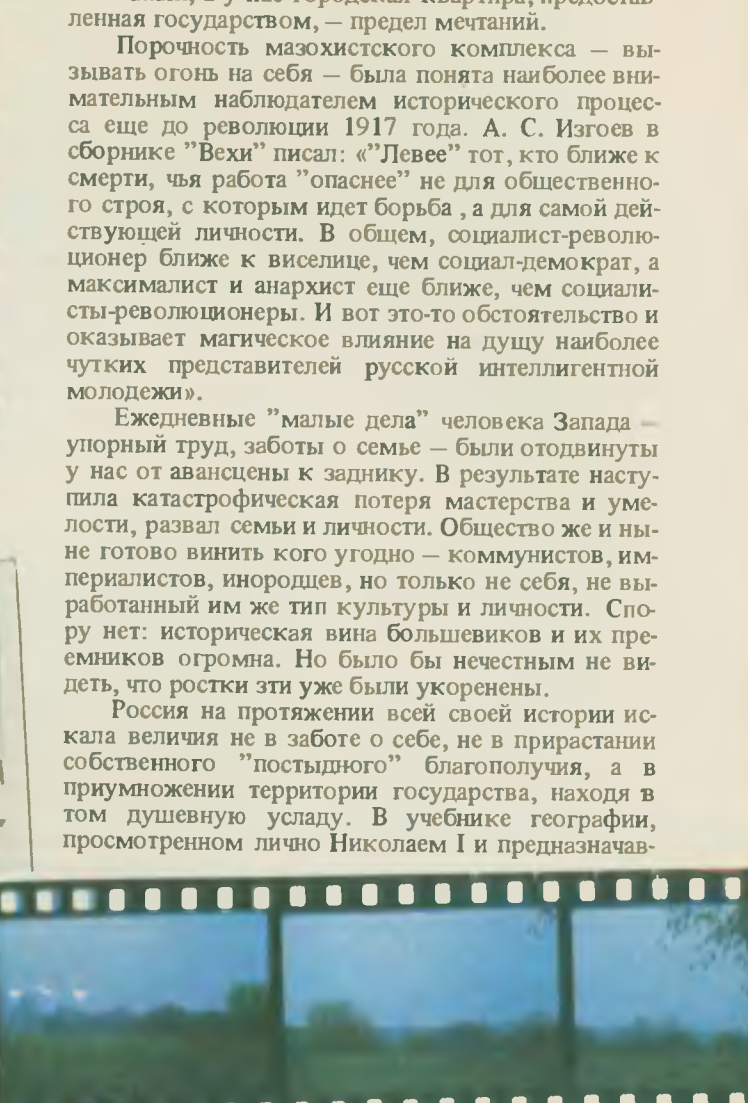 у нас городская квартира, предостав-
ленная государством, — предел мечтаний.
Порочность мазохистского комплекса — вы-
зывать огонь на себя — была понята наиболее вни-
мательным наблюдателем исторического процес-
са еще до революции 1917 года. А. С. Изгоев в
сборнике ”Вехи” писал: «”Левее” тот, кто ближе к
смерти, чья работа ”опаснее” не для общественно-
го строя, с которым идет борьба , а для самой дей-
ствующей личности. В общем, социалист-револю-
ционер ближе к виселице, чем социал-демократ, а
максималист и анархист еще ближе, чем социали-
сты-революционеры. И вот это-то обстоятельство и
оказывает магическое влияние на душу наиболее
чутких представителей русской интеллигентной
молодежи».
Ежедневные ”малые дела” человека Запада —
упорный труд, заботы о семье — были отодвинуты
у нас от авансцены к заднику. В результате насту-
пила катастрофическая потеря мастерства и уме-
лости, развал семьи и личности. Общество же и ны-
не готово винить кого угодно — коммунистов, им-
периалистов, инородцев, но только не себя, не вы-
работанный им же тип культуры и личности. Спо-
ру нет: историческая вина большевиков и их пре-
емников огромна. Но было бы нечестным не ви-
деть, что ростки эти уже были укоренены.
Россия на протяжении всей своей истории ис-
кала величия не в заботе о себе, не в прирастании
собственного ”постыдного” благополучия, а в
приумножении территории государства, находя в
том душевную усладу. В учебнике географии,
просмотренном лично Николаем I и предназначав-